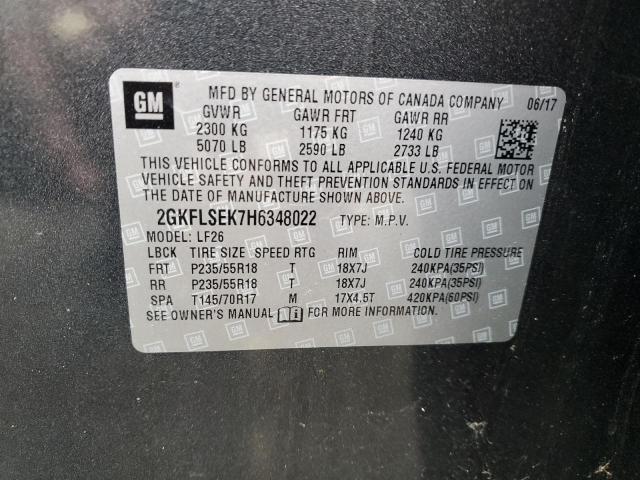 GM
MFD BY GENERAL MOTORS OF CANADA COMPANY 06/17
GVWR GAWR FRT GAWR RR
2300 KG 1175 KG 1240 KG
5070 LB 2590 LB 2733 LB
THIS VEHICLE CONFORMS TO ALL APPLICABLE U.S. FEDERAL MOTOR
VEHICLE SAFETY AND THEFT PREVENTION STANDARDS IN EFFECT ON
THE DATE OF MANUFACTURE SHOWN ABOVE.
2GKFLSEK7H6348022 TYPE: M.P.V.
MODEL: LF26
LBCK TIRE SIZE SPEED RTG RIM COLD TIRE PRESSURE
FRT P235/55R18 T 18X7J 240KPA(35PSI)
RR P235/55R18 T 18X7J 240KPA(35PSI)
SPA T145/70R17 M 17X4.5T 420KPA(60PSI)
SEE OWNER'S MANUAL FOR MORE INFORMATION.